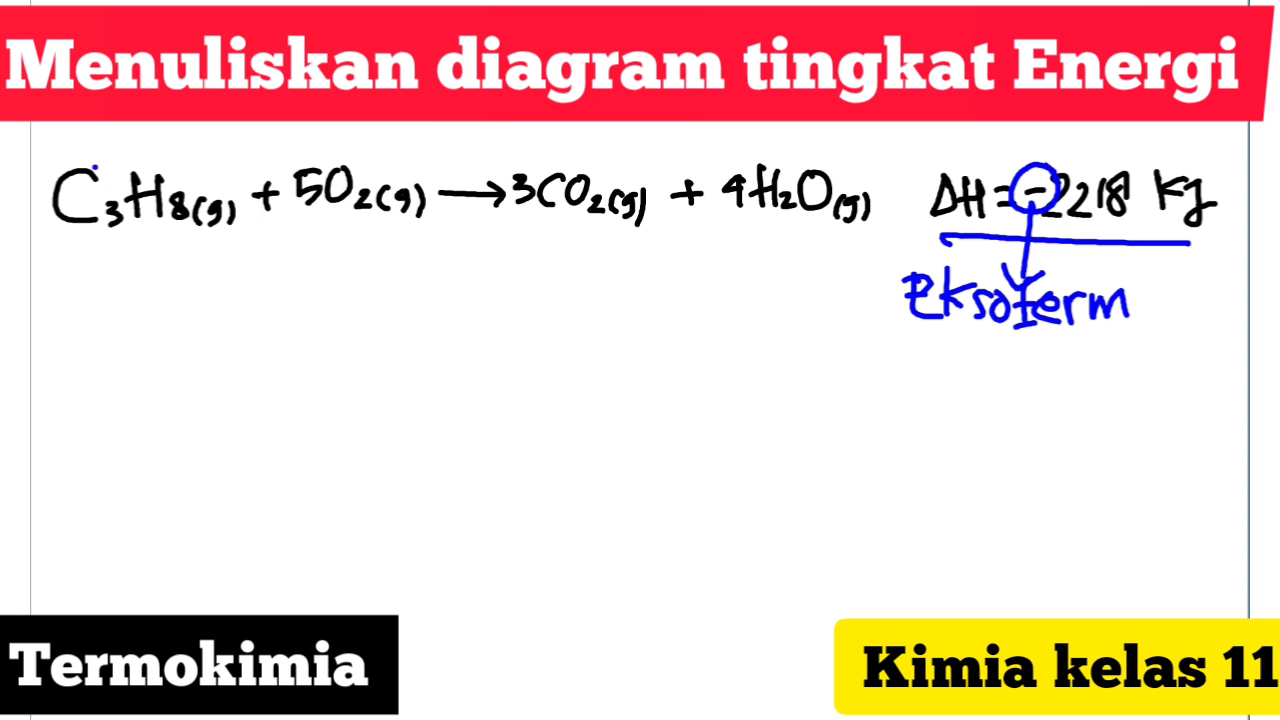 Menuliskan diagram tingkat Energi
C₃H₈(g) + 5O₂(g) → 3CO₂(g) + 4H₂O(g) ΔH = -2218 KJ
Eksoterm
Termokimia
Kimia kelas 11